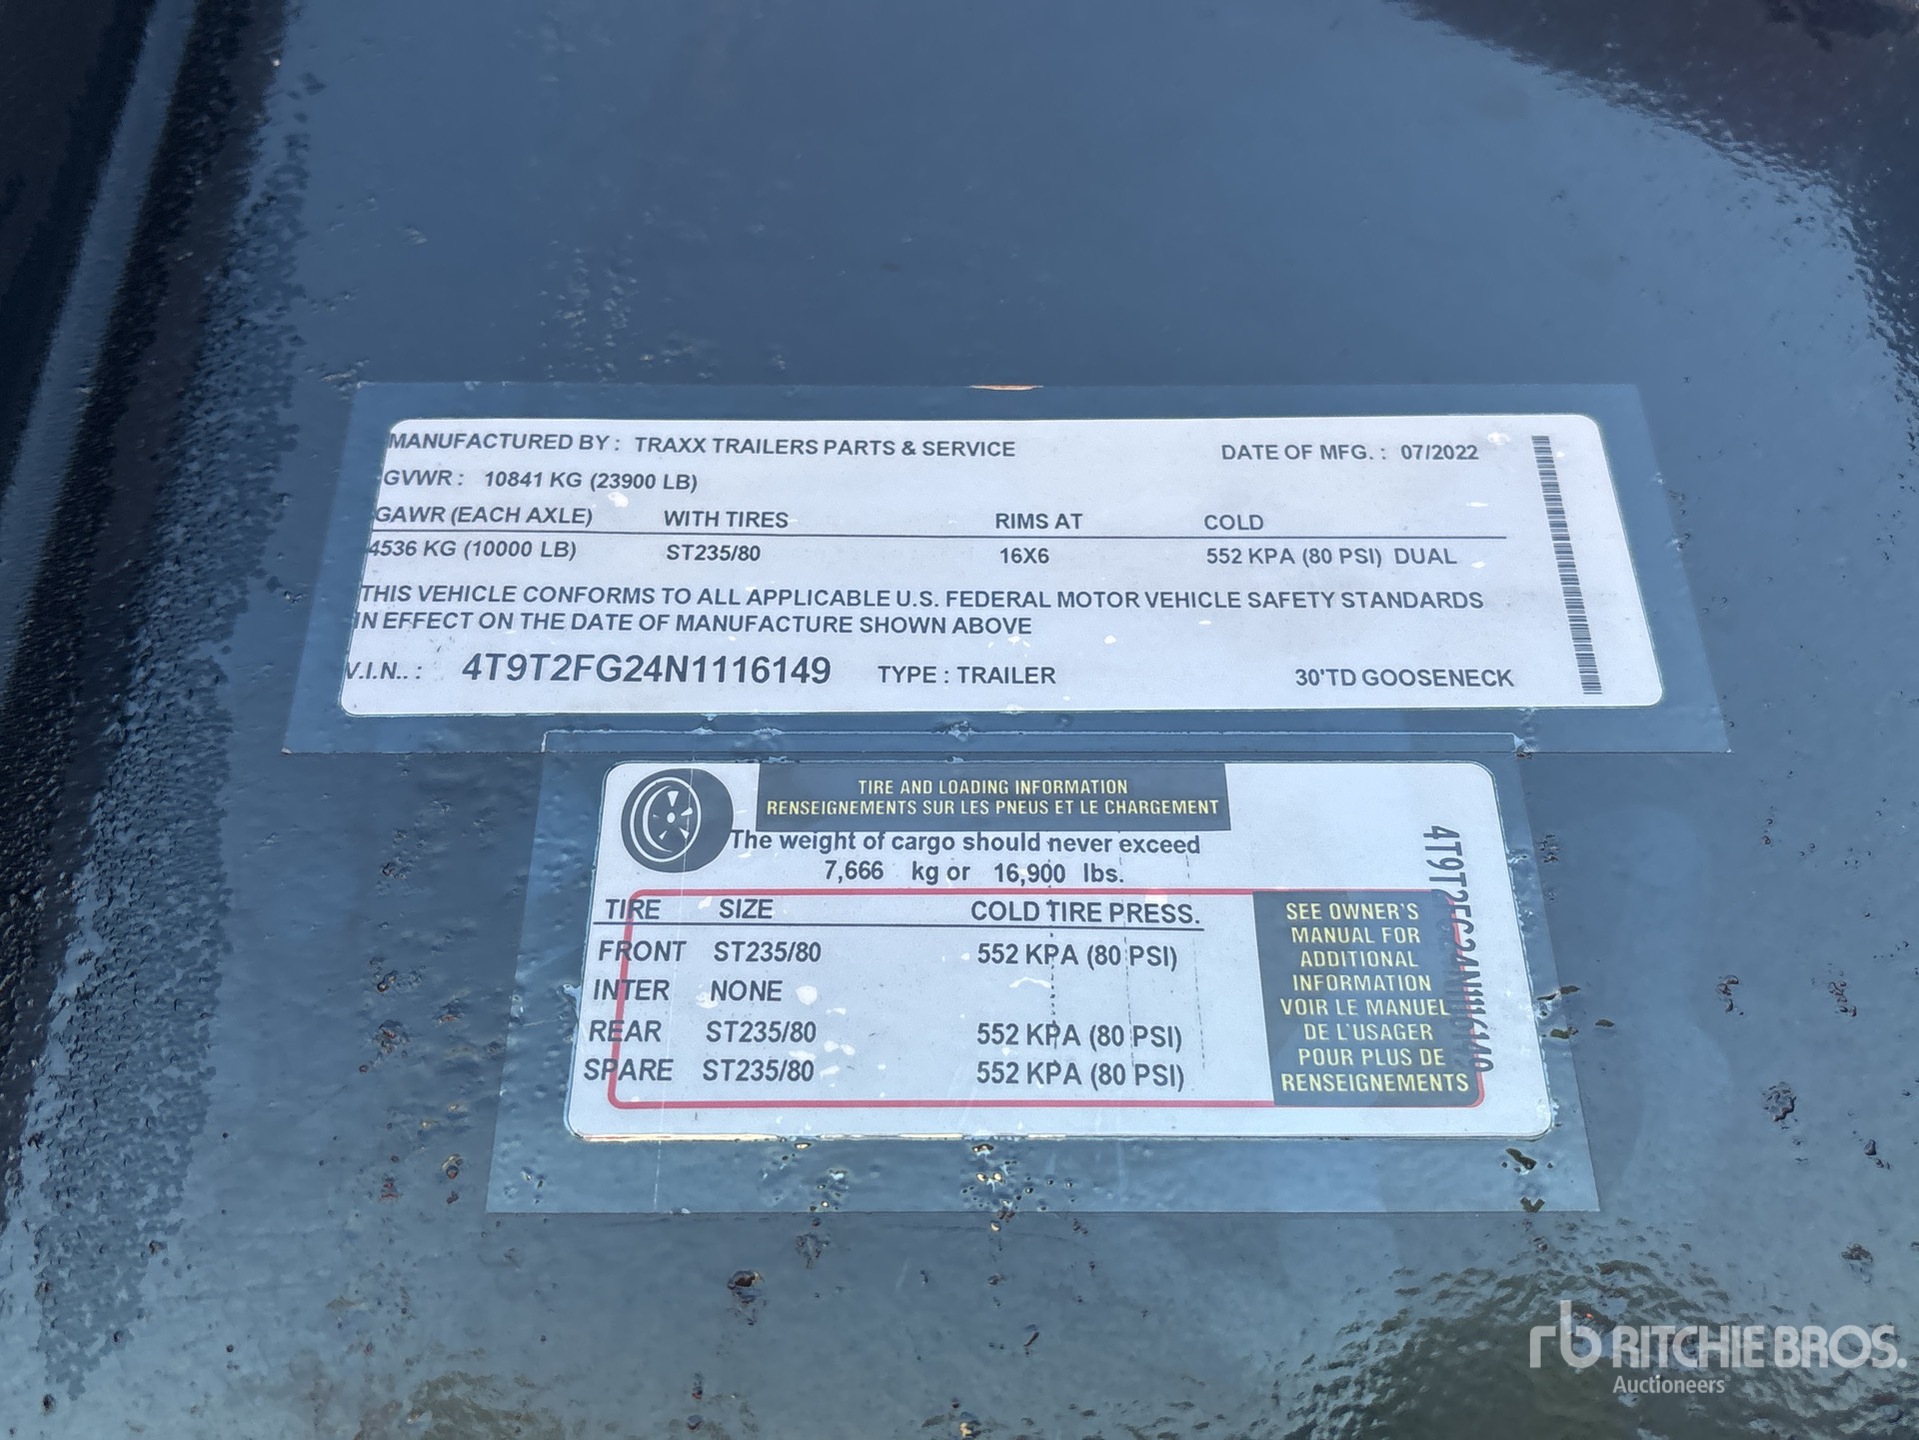 MANUFACTURED BY : TRAXX TRAILERS PARTS & SERVICE DATE OF MFG. : 07/2022
GVWR : 10841 KG (23900 LB)
GAWR (EACH AXLE) WITH TIRES RIMS AT COLD
4536 KG (10000 LB) ST235/80 16X6 552 KPA (80 PSI) DUAL
THIS VEHICLE CONFORMS TO ALL APPLICABLE U.S. FEDERAL MOTOR VEHICLE SAFETY STANDARDS
IN EFFECT ON THE DATE OF MANUFACTURE SHOWN ABOVE
V.I.N.. : 4T9T2FG24N1116149 TYPE : TRAILER 30'TD GOOSENECK
TIRE AND LOADING INFORMATION
RENSEIGNEMENTS SUR LES PNEUS ET LE CHARGEMENT
The weight of cargo should never exceed
7,666 kg or 16,900 lbs.
TIRE SIZE COLD TIRE PRESS.
FRONT ST235/80 552 KPA (80 PSI)
INTER NONE
REAR ST235/80 552 KPA (80 PSI)
SPARE ST235/80 552 KPA (80 PSI)
SEE OWNER'S
MANUAL FOR
ADDITIONAL
INFORMATION
VOIR LE MANUEL
DE L'USAGER
POUR PLUS DE
RENSEIGNEMENTS
4T9T2FG24N1116149
rb RITCHIE BROS.
Auctioneers